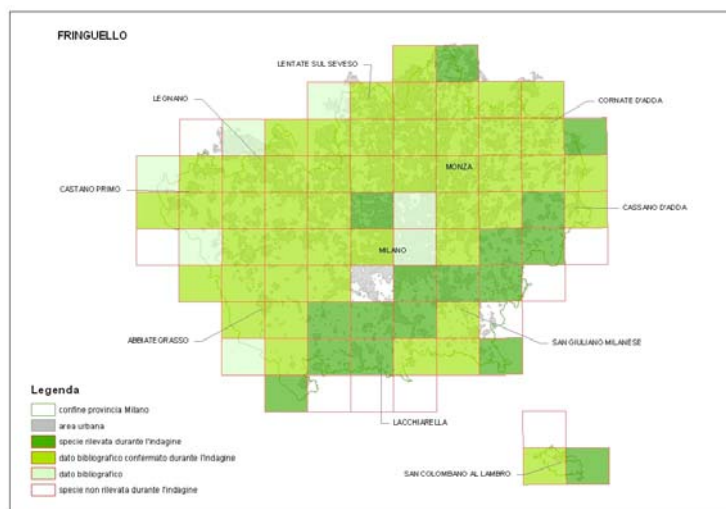 FRINGUELLO
LENTATE SUL SEVESO
LEGNANO
CORNATE D'ADDA
MONZA
CASTANO PRIMO
CASSANO D'ADDA
MILANO
ABBIATEGRASSO
SAN GIULIANO MILANESE
Legenda
confine provincia Milano
area urbana
specie rilevata durante l'indagine
dato bibliografico confermato durante l'indagine
dato bibliografico
specie non rilevata durante l'indagine
LACCHIARELLA
SAN COLOMBANO AL LAMBRO